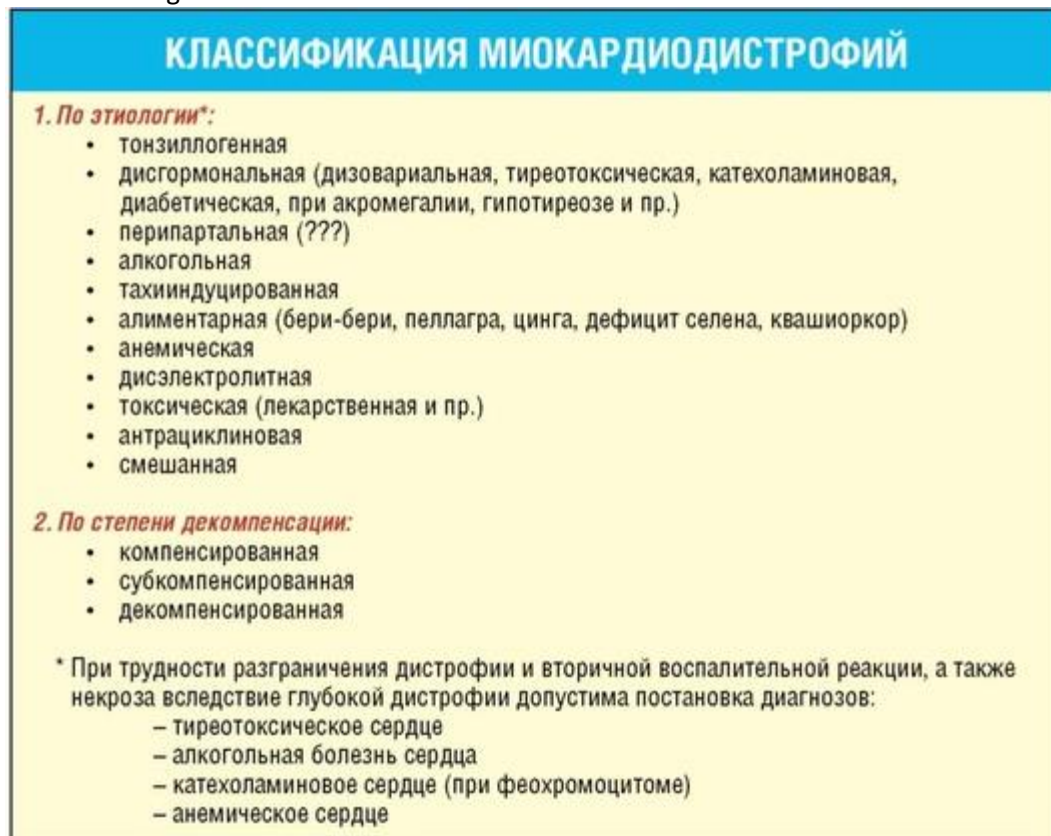 КЛАССИФИКАЦИЯ МИОКАРДИОДИСТРОФИЙ
1. По этиологии*:
• тонзиллогенная
• дисгормональная (дизовариальная, тиреотоксическая, катехоламиновая,
диабетическая, при акромегалии, гипотиреозе и пр.)
• перипартальная (???)
• алкогольная
• тахииндуцированная
• алиментарная (бери-бери, пеллагра, цинга, дефицит селена, квашиоркор)
• анемическая
• дисэлектролитная
• токсическая (лекарственная и пр.)
• антрациклиновая
• смешанная
2. По степени декомпенсации:
• компенсированная
• субкомпенсированная
• декомпенсированная
* При трудности разграничения дистрофии и вторичной воспалительной реакции, а также
некроза вследствие глубокой дистрофии допустима постановка диагнозов:
– тиреотоксическое сердце
– алкогольная болезнь сердца
– катехоламиновое сердце (при феохромоцитоме)
– анемическое сердце